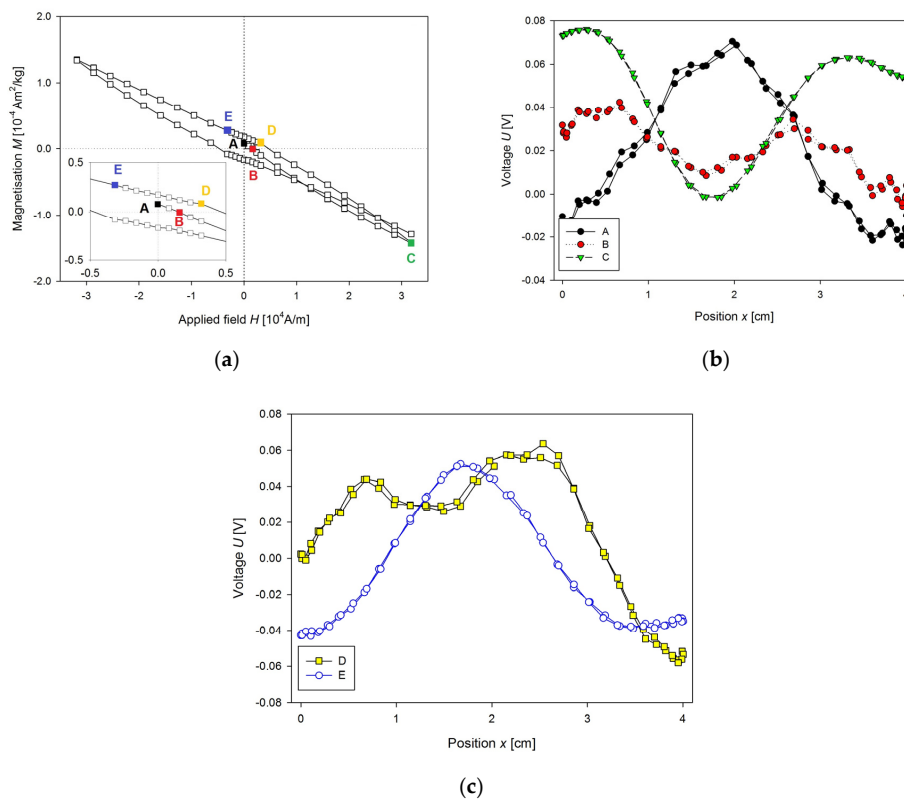 2.0
1.0
0.0
-1.0
-2.0
Magnetisation M [10⁻⁴ Am²/kg]
E
D
A
B
C
0.5
0.0
-0.5
E
D
A
B
-0.5
0.0
0.5
-3
-2
-1
0
1
2
3
Applied field H [10⁴A/m]
(a)
0.08
0.06
0.04
0.02
0.00
-0.02
-0.04
Voltage U [V]
A
B
C
0
1
2
3
Position x [cm]
(b)
0.08
0.06
0.04
0.02
0.00
-0.02
-0.04
-0.06
-0.08
Voltage U [V]
D
E
0
1
2
3
4
Position x [cm]
(c)